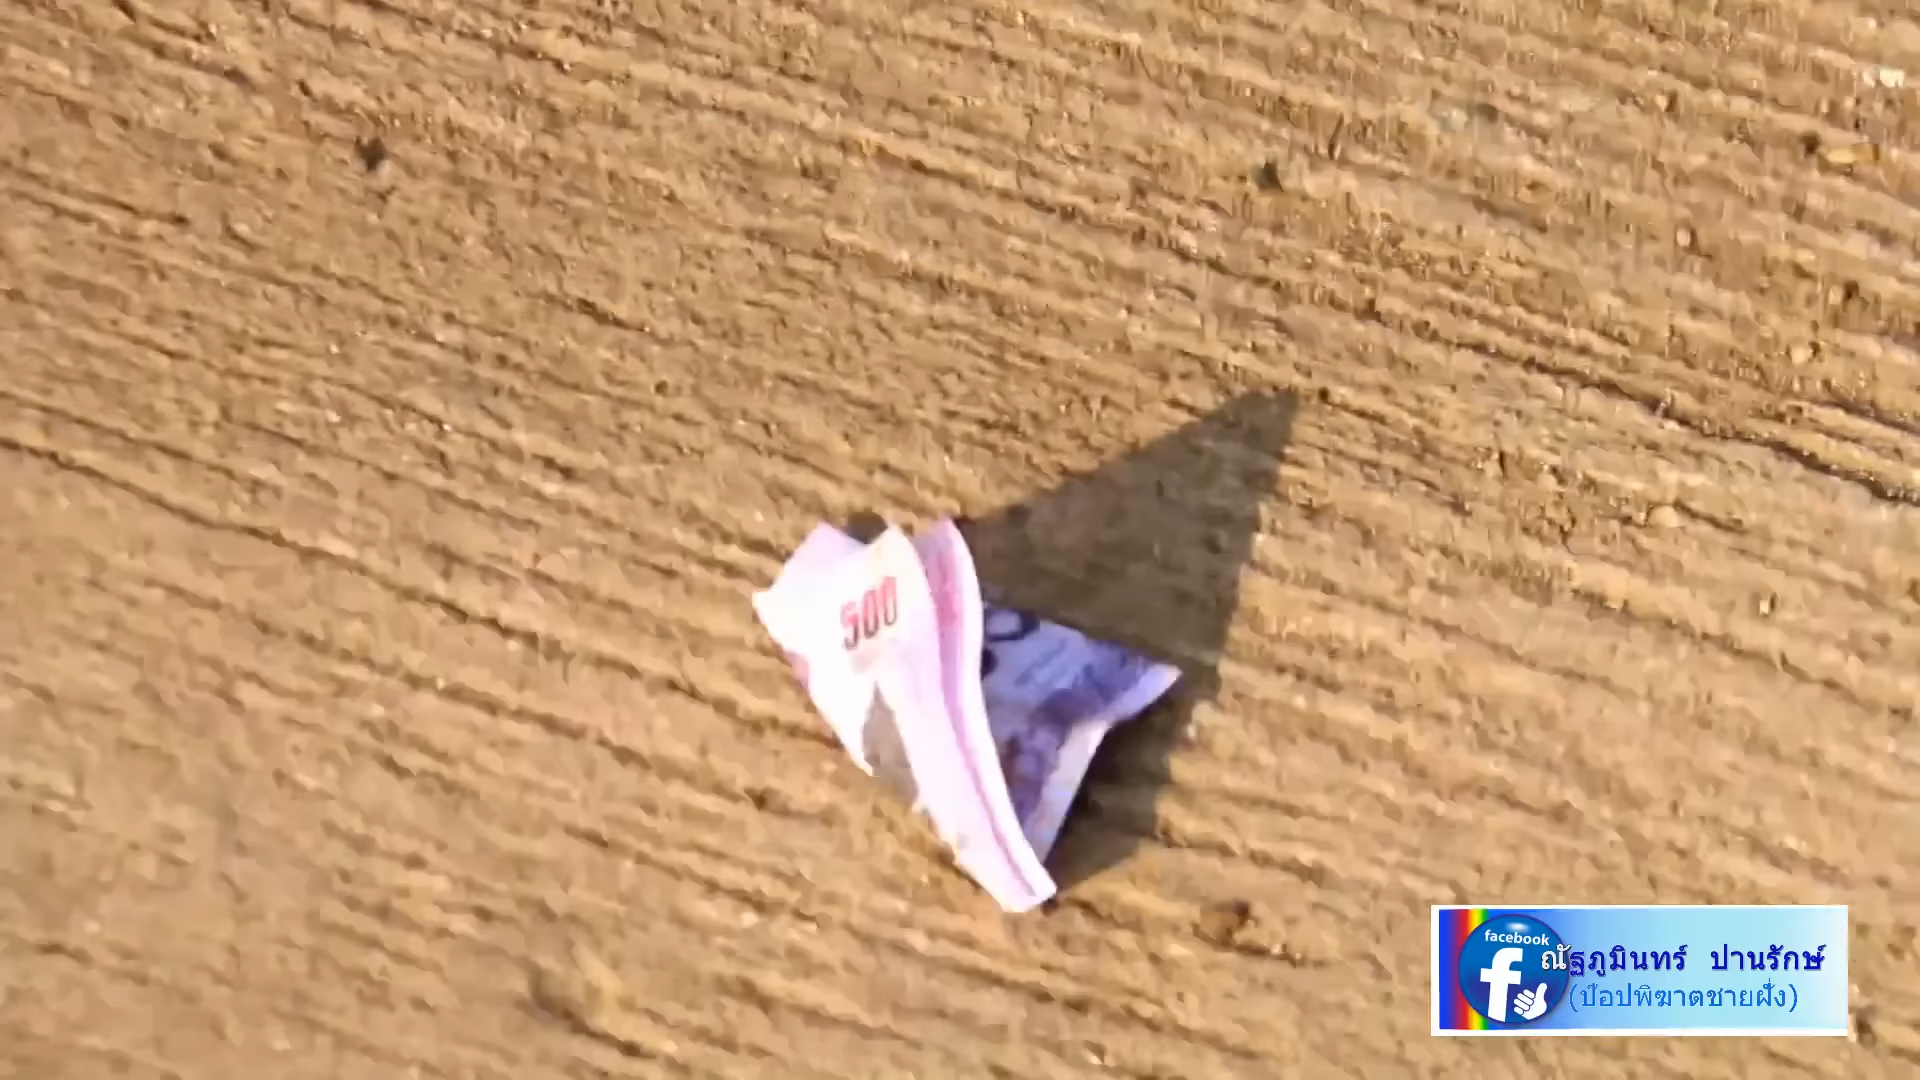 500
facebook
ณัฐภูมินทร์ ปานรักษ์
(ป๊อปพิฆาตชายฝั่ง)